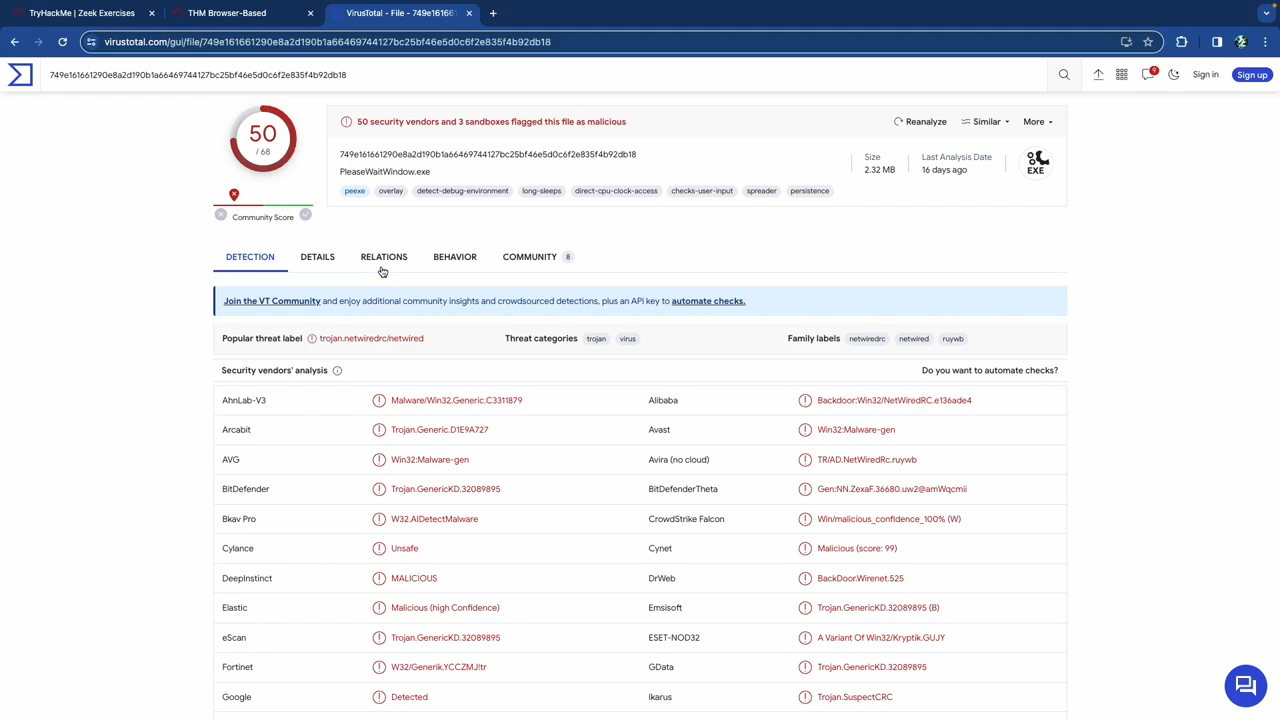 TryHackMe | Zeek Exercises
THM Browser-Based
VirusTotal - File - 749e16166
virustotal.com/gui/file/749e161661290e8a2d190b1a66469744127bc25bf46e5d0c6f2e835f4b92db18
749e161661290e8a2d190b1a66469744127bc25bf46e5d0c6f2e835f4b92db18
9
Sign in
Sign up
50
/ 68
Community Score
50 security vendors and 3 sandboxes flagged this file as malicious
Reanalyze
Similar
More
749e161661290e8a2d190b1a66469744127bc25bf46e5d0c6f2e835f4b92db18
PleaseWaitWindow.exe
Size
2.32 MB
Last Analysis Date
16 days ago
EXE
peexe overlay detect-debug-environment long-sleeps direct-cpu-clock-access checks-user-input spreader persistence
DETECTION DETAILS RELATIONS BEHAVIOR COMMUNITY 8
Join the VT Community and enjoy additional community insights and crowdsourced detections, plus an API key to automate checks.
Popular threat label trojan.netwiredrc/netwired Threat categories trojan virus Family labels netwiredrc netwired ruywb
Security vendors' analysis Do you want to automate checks?
AhnLab-V3 Malware/Win32.Generic.C3311879 Alibaba Backdoor:Win32/NetWiredRC.e136ade4
Arcabit Trojan.Generic.D1E9A727 Avast Win32:Malware-gen
AVG Win32:Malware-gen Avira (no cloud) TR/AD.NetWiredRc.ruywb
BitDefender Trojan.GenericKD.32089895 BitDefenderTheta Gen:NN.ZexaF.36680.uw2@amWqcmii
Bkav Pro W32.AIDetectMalware CrowdStrike Falcon Win/malicious_confidence_100% (W)
Cylance Unsafe Cynet Malicious (score: 99)
DeepInstinct MALICIOUS DrWeb BackDoor.Wirenet.525
Elastic Malicious (high Confidence) Emsisoft Trojan.GenericKD.32089895 (B)
eScan Trojan.GenericKD.32089895 ESET-NOD32 A Variant Of Win32/Kryptik.GUJY
Fortinet W32/Generik.YCCZMJ!tr GData Trojan.GenericKD.32089895
Google Detected Ikarus Trojan.SuspectCRC